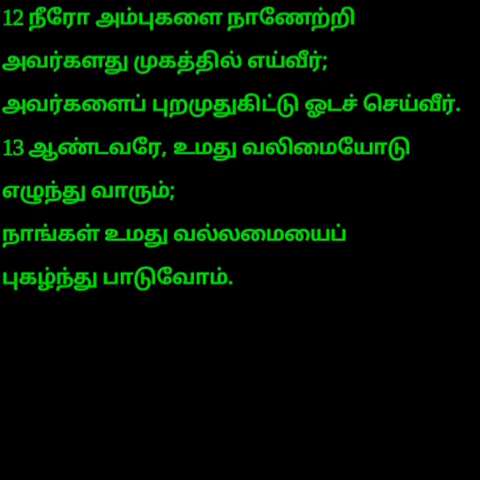 12 நீரோ அம்புகளை நாணேற்றி
அவர்களது முகத்தில் எய்வீர்;
அவர்களைப் புறமுதுகிட்டு ஓடச் செய்வீர்.
13 ஆண்டவரே, உமது வலிமையோடு
எழுந்து வாரும்;
நாங்கள் உமது வல்லமையைப்
புகழ்ந்து பாடுவோம்.